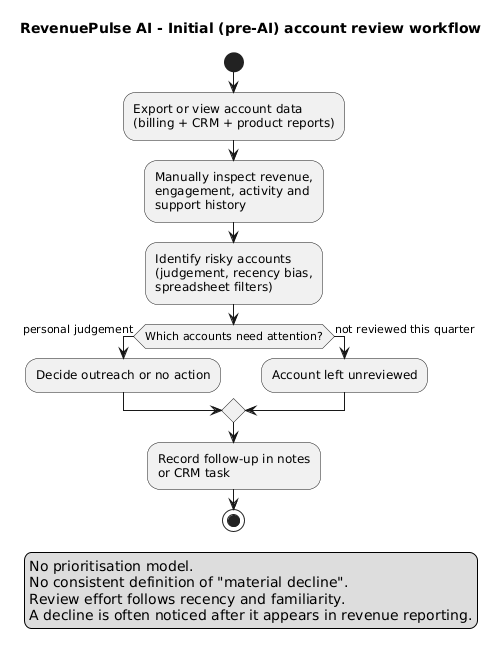 RevenuePulse AI - Initial (pre-AI) account review workflow
Export or view account data
(billing + CRM + product reports)
Manually inspect revenue,
engagement, activity and
support history
Identify risky accounts
(judgement, recency bias,
spreadsheet filters)
personal judgement
Which accounts need attention?
not reviewed this quarter
Decide outreach or no action
Account left unreviewed
Record follow-up in notes
or CRM task
No prioritisation model.
No consistent definition of "material decline".
Review effort follows recency and familiarity.
A decline is often noticed after it appears in revenue reporting.